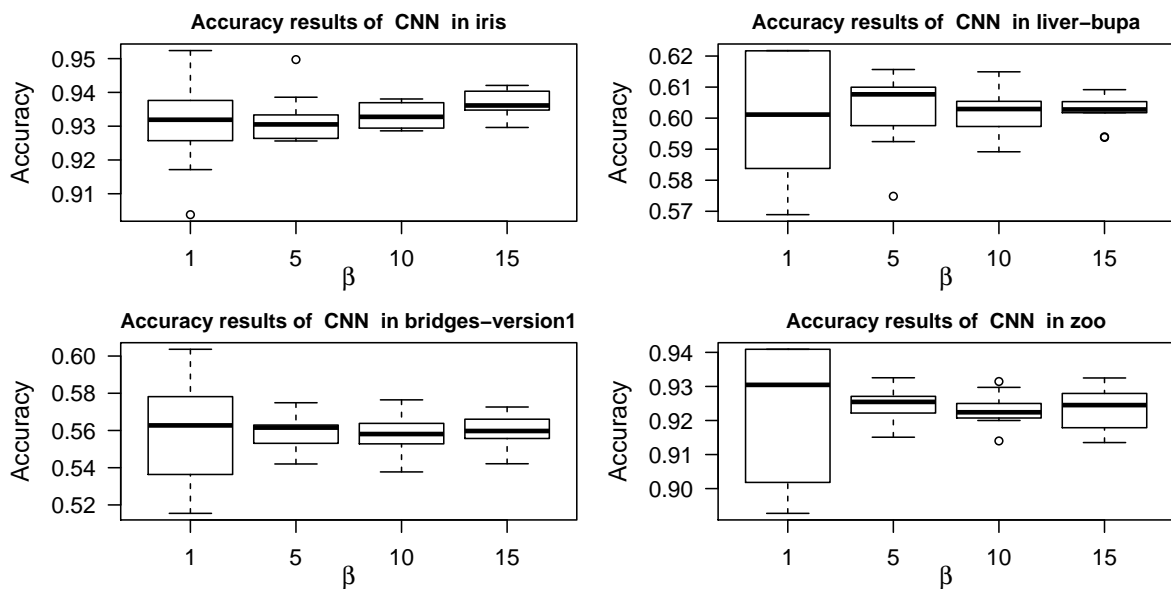 Accuracy results of CNN in iris
Accuracy
0.95
0.94
0.93
0.92
0.91
1 5 10 15
β
Accuracy results of CNN in liver−bupa
Accuracy
0.62
0.61
0.60
0.59
0.58
0.57
1 5 10 15
β
Accuracy results of CNN in bridges−version1
Accuracy
0.60
0.58
0.56
0.54
0.52
1 5 10 15
β
Accuracy results of CNN in zoo
Accuracy
0.94
0.93
0.92
0.91
0.90
1 5 10 15
β